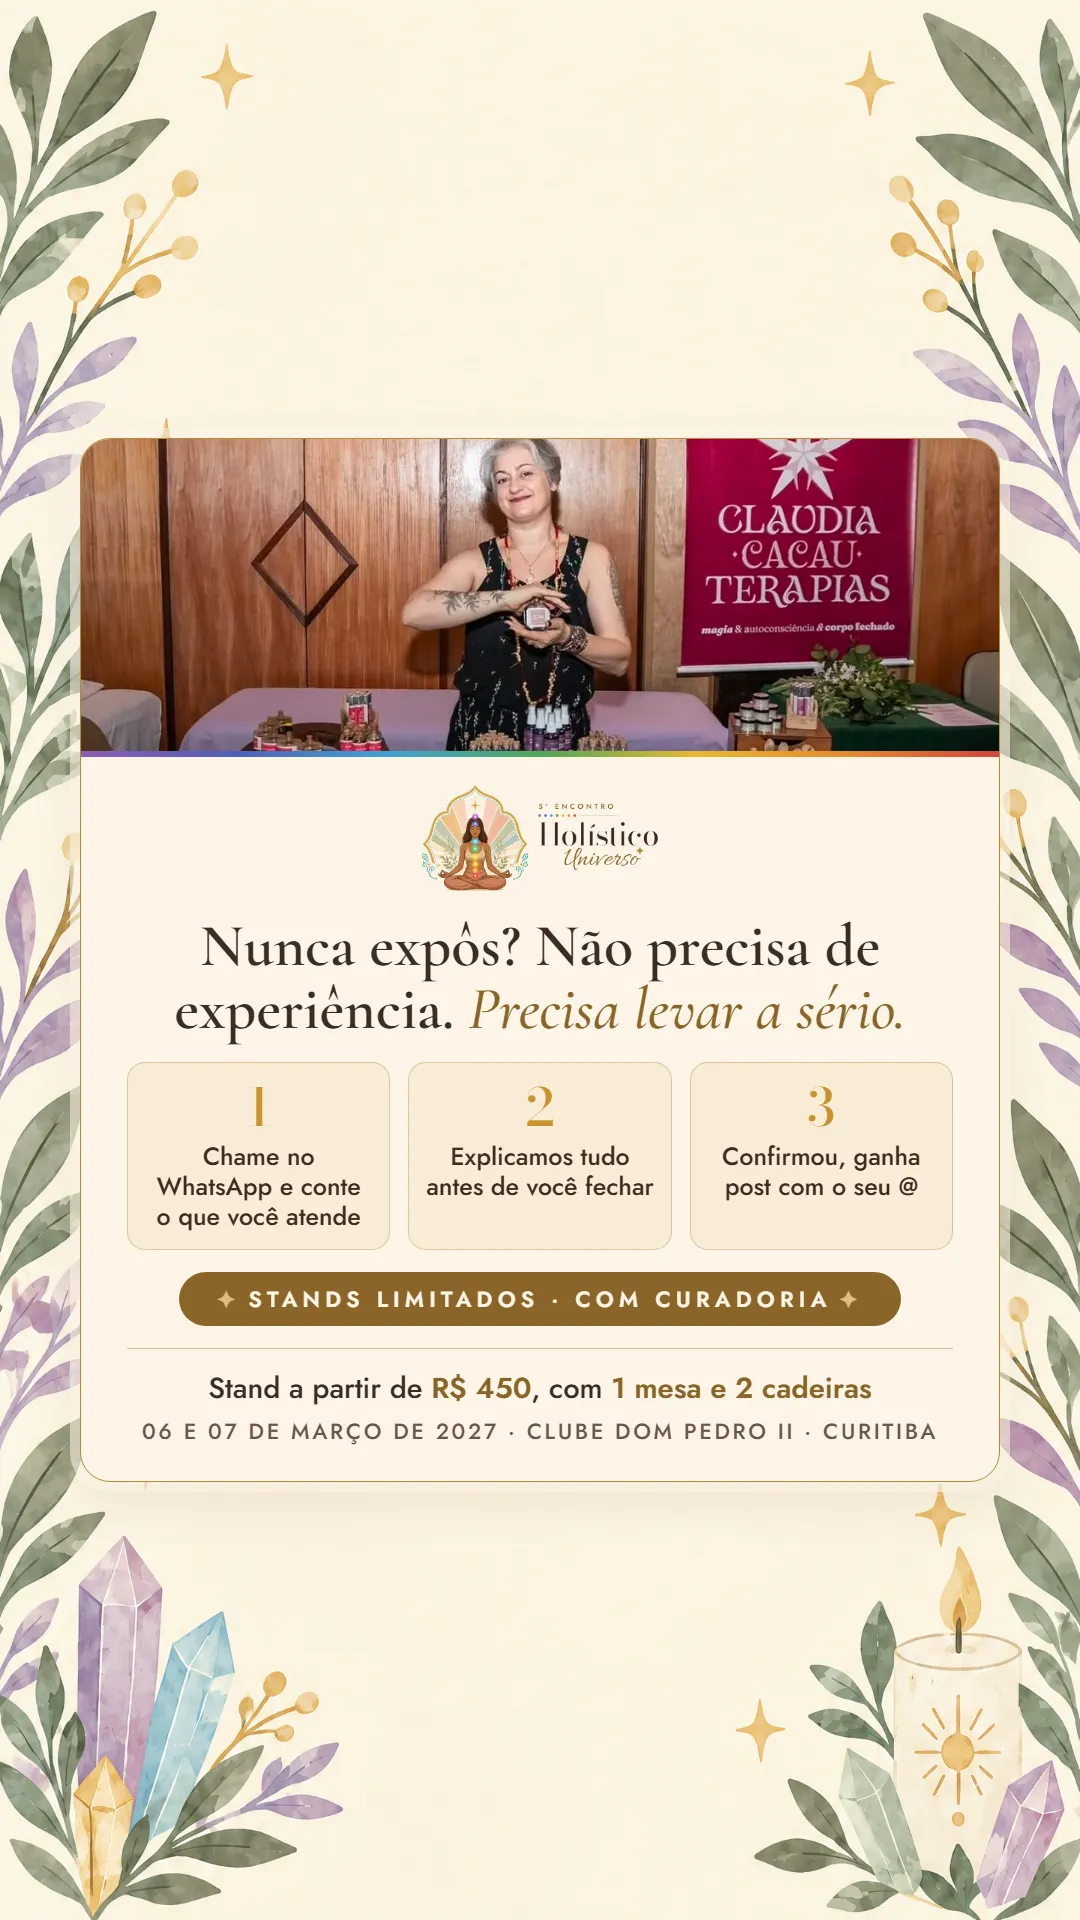 CLAUDIA
·CACAU·
TERAPIAS
magia & autoconsciência & corpo fechado
5º ENCONTRO
Holístico
Universo
Nunca expôs? Não precisa de
experiência. Precisa levar a sério.
1
Chame no
WhatsApp e conte
o que você atende
2
Explicamos tudo
antes de você fechar
3
Confirmou, ganha
post com o seu @
STANDS LIMITADOS · COM CURADORIA
Stand a partir de R$ 450, com 1 mesa e 2 cadeiras
06 E 07 DE MARÇO DE 2027 · CLUBE DOM PEDRO II · CURITIBA